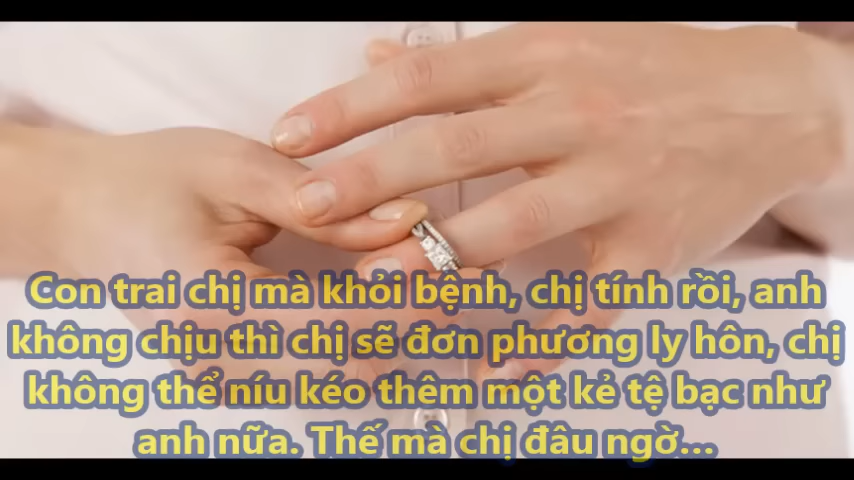 Con trai chị mà khỏi bệnh, chị tính rồi, anh
không chịu thì chị sẽ đơn phương ly hôn, chị
không thể níu kéo thêm một kẻ tệ bạc như
anh nữa. Thế mà chị đâu ngờ...